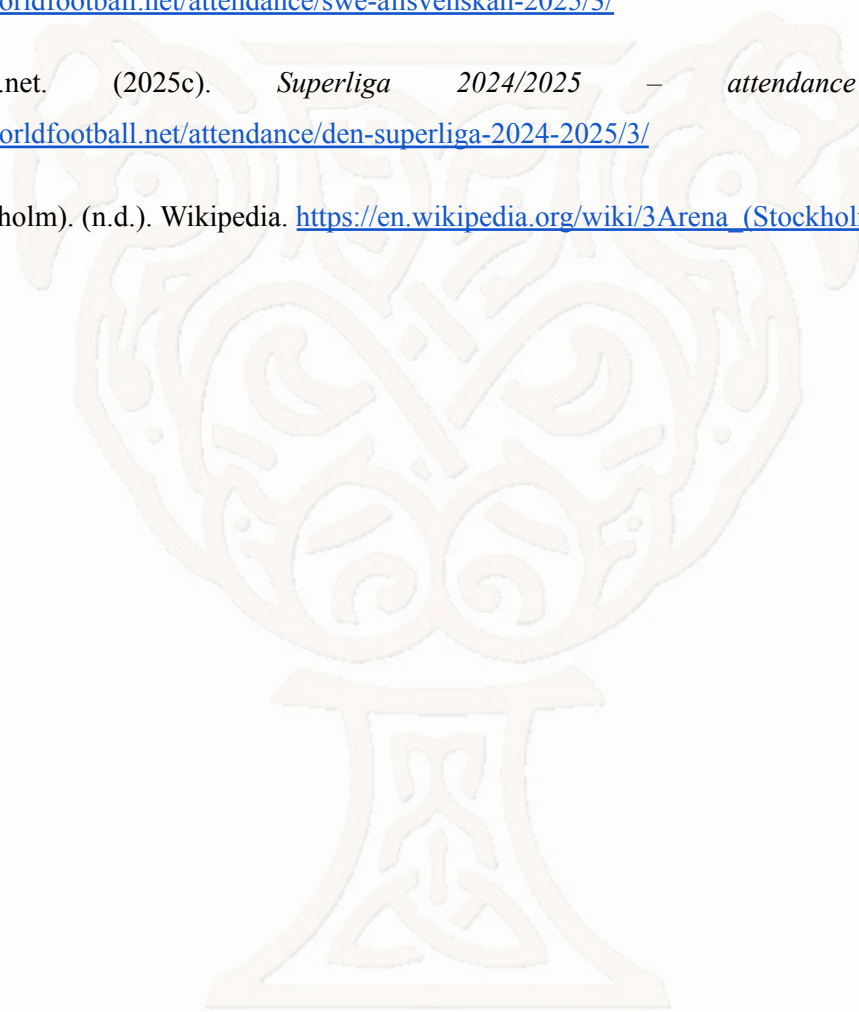 orldfootball.net/attendance/swe-allsvenskan-2025/3/
.net. (2025c). Superliga 2024/2025 – attendance
orldfootball.net/attendance/den-superliga-2024-2025/3/
holm). (n.d.). Wikipedia. https://en.wikipedia.org/wiki/3Arena_(Stockhol